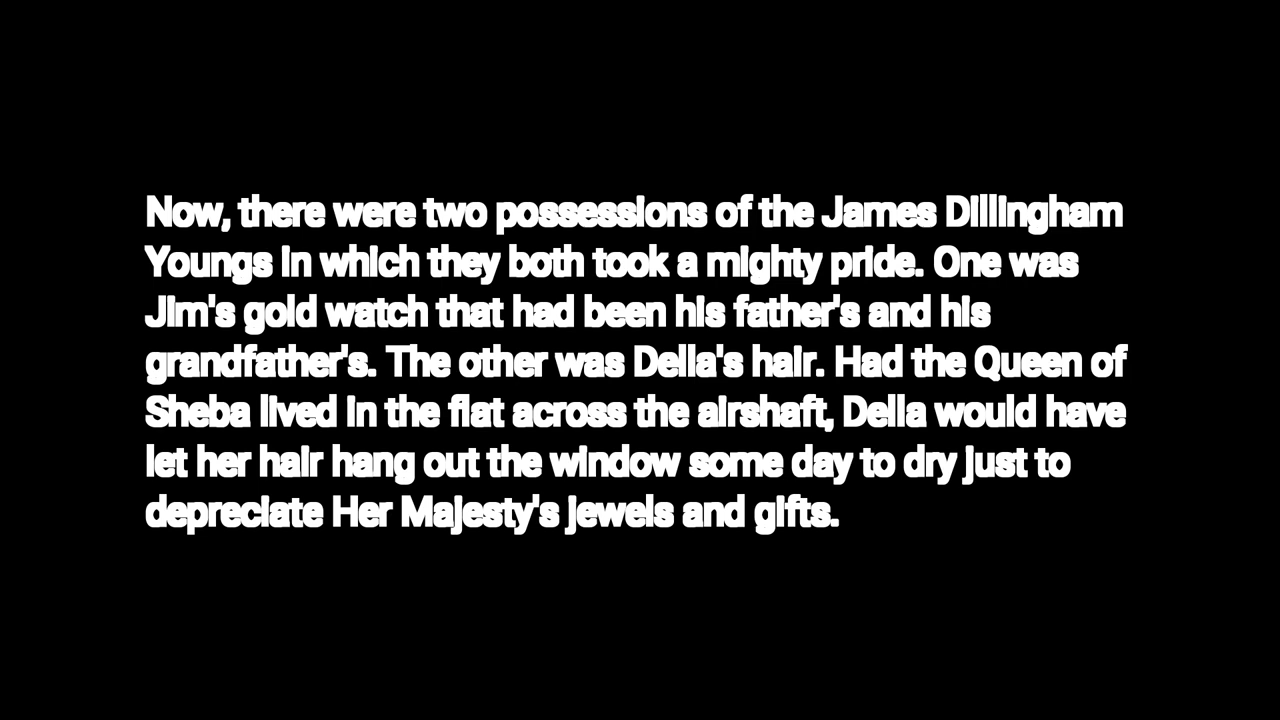 Now, there were two possessions of the James Dillingham
Youngs in which they both took a mighty pride. One was
Jim's gold watch that had been his father's and his
grandfather's. The other was Della's hair. Had the Queen of
Sheba lived in the flat across the airshaft, Della would have
let her hair hang out the window some day to dry just to
depreciate Her Majesty's jewels and gifts.